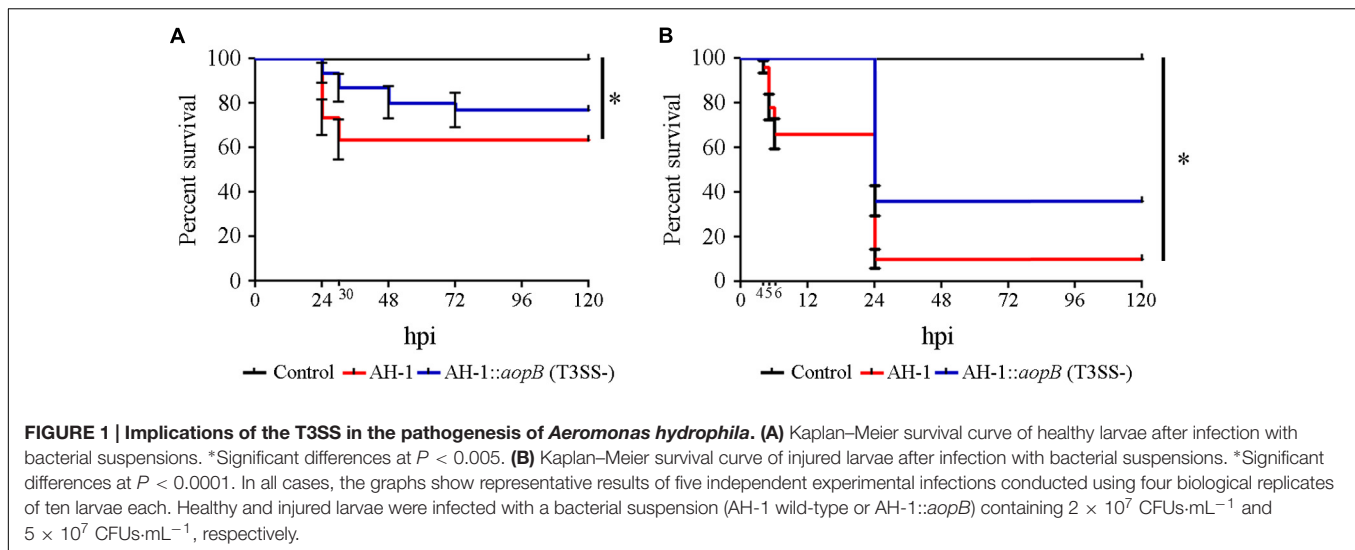 A
B
100
80
60
40
20
0
Percent survival
*
0 24 30 48 72 96 120
hpi
Control AH-1 AH-1::aopB (T3SS-)
100
80
60
40
20
0
Percent survival
*
0 4 5 6 12 24 48 72 96 120
hpi
Control AH-1 AH-1::aopB (T3SS-)
FIGURE 1 | Implications of the T3SS in the pathogenesis of Aeromonas hydrophila. (A) Kaplan–Meier survival curve of healthy larvae after infection with
bacterial suspensions. *Significant differences at P < 0.005. (B) Kaplan–Meier survival curve of injured larvae after infection with bacterial suspensions. *Significant
differences at P < 0.0001. In all cases, the graphs show representative results of five independent experimental infections conducted using four biological replicates
of ten larvae each. Healthy and injured larvae were infected with a bacterial suspension (AH-1 wild-type or AH-1::aopB) containing 2 × 10⁷ CFUs·mL⁻¹ and
5 × 10⁷ CFUs·mL⁻¹, respectively.